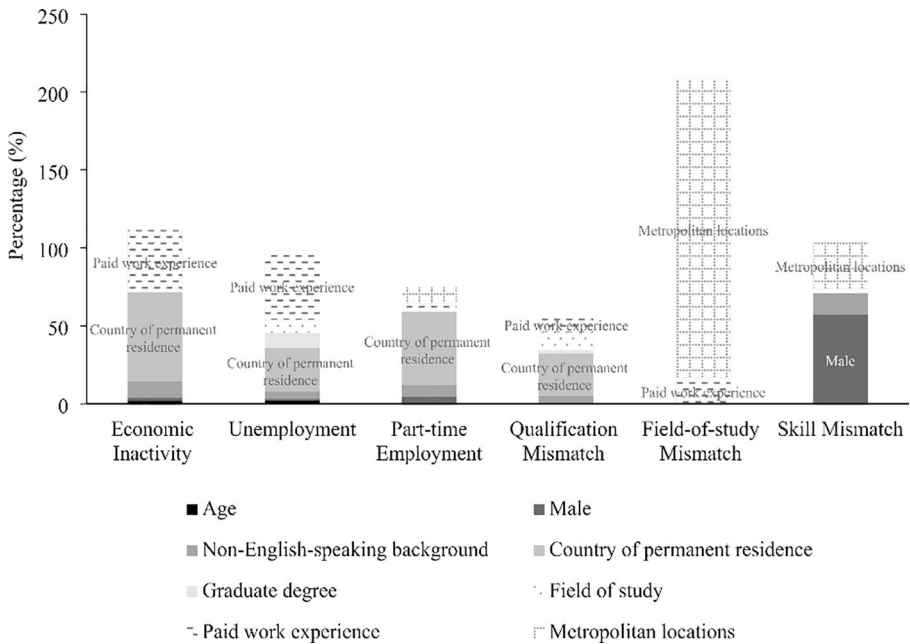 250
200
150
100
50
0
Percentage (%)
Paid work experience
Country of permanent
residence
Paid work experience
Country of permanent
residence
Country of permanent
residence
Paid work experience
Country of permanent
residence
Metropolitan locations
Paid work experience
Metropolitan locations
Male
Economic
Inactivity
Unemployment
Part-time
Employment
Qualification
Mismatch
Field-of-study
Mismatch
Skill Mismatch
Age
Male
Non-English-speaking background
Country of permanent residence
Graduate degree
Field of study
Paid work experience
Metropolitan locations